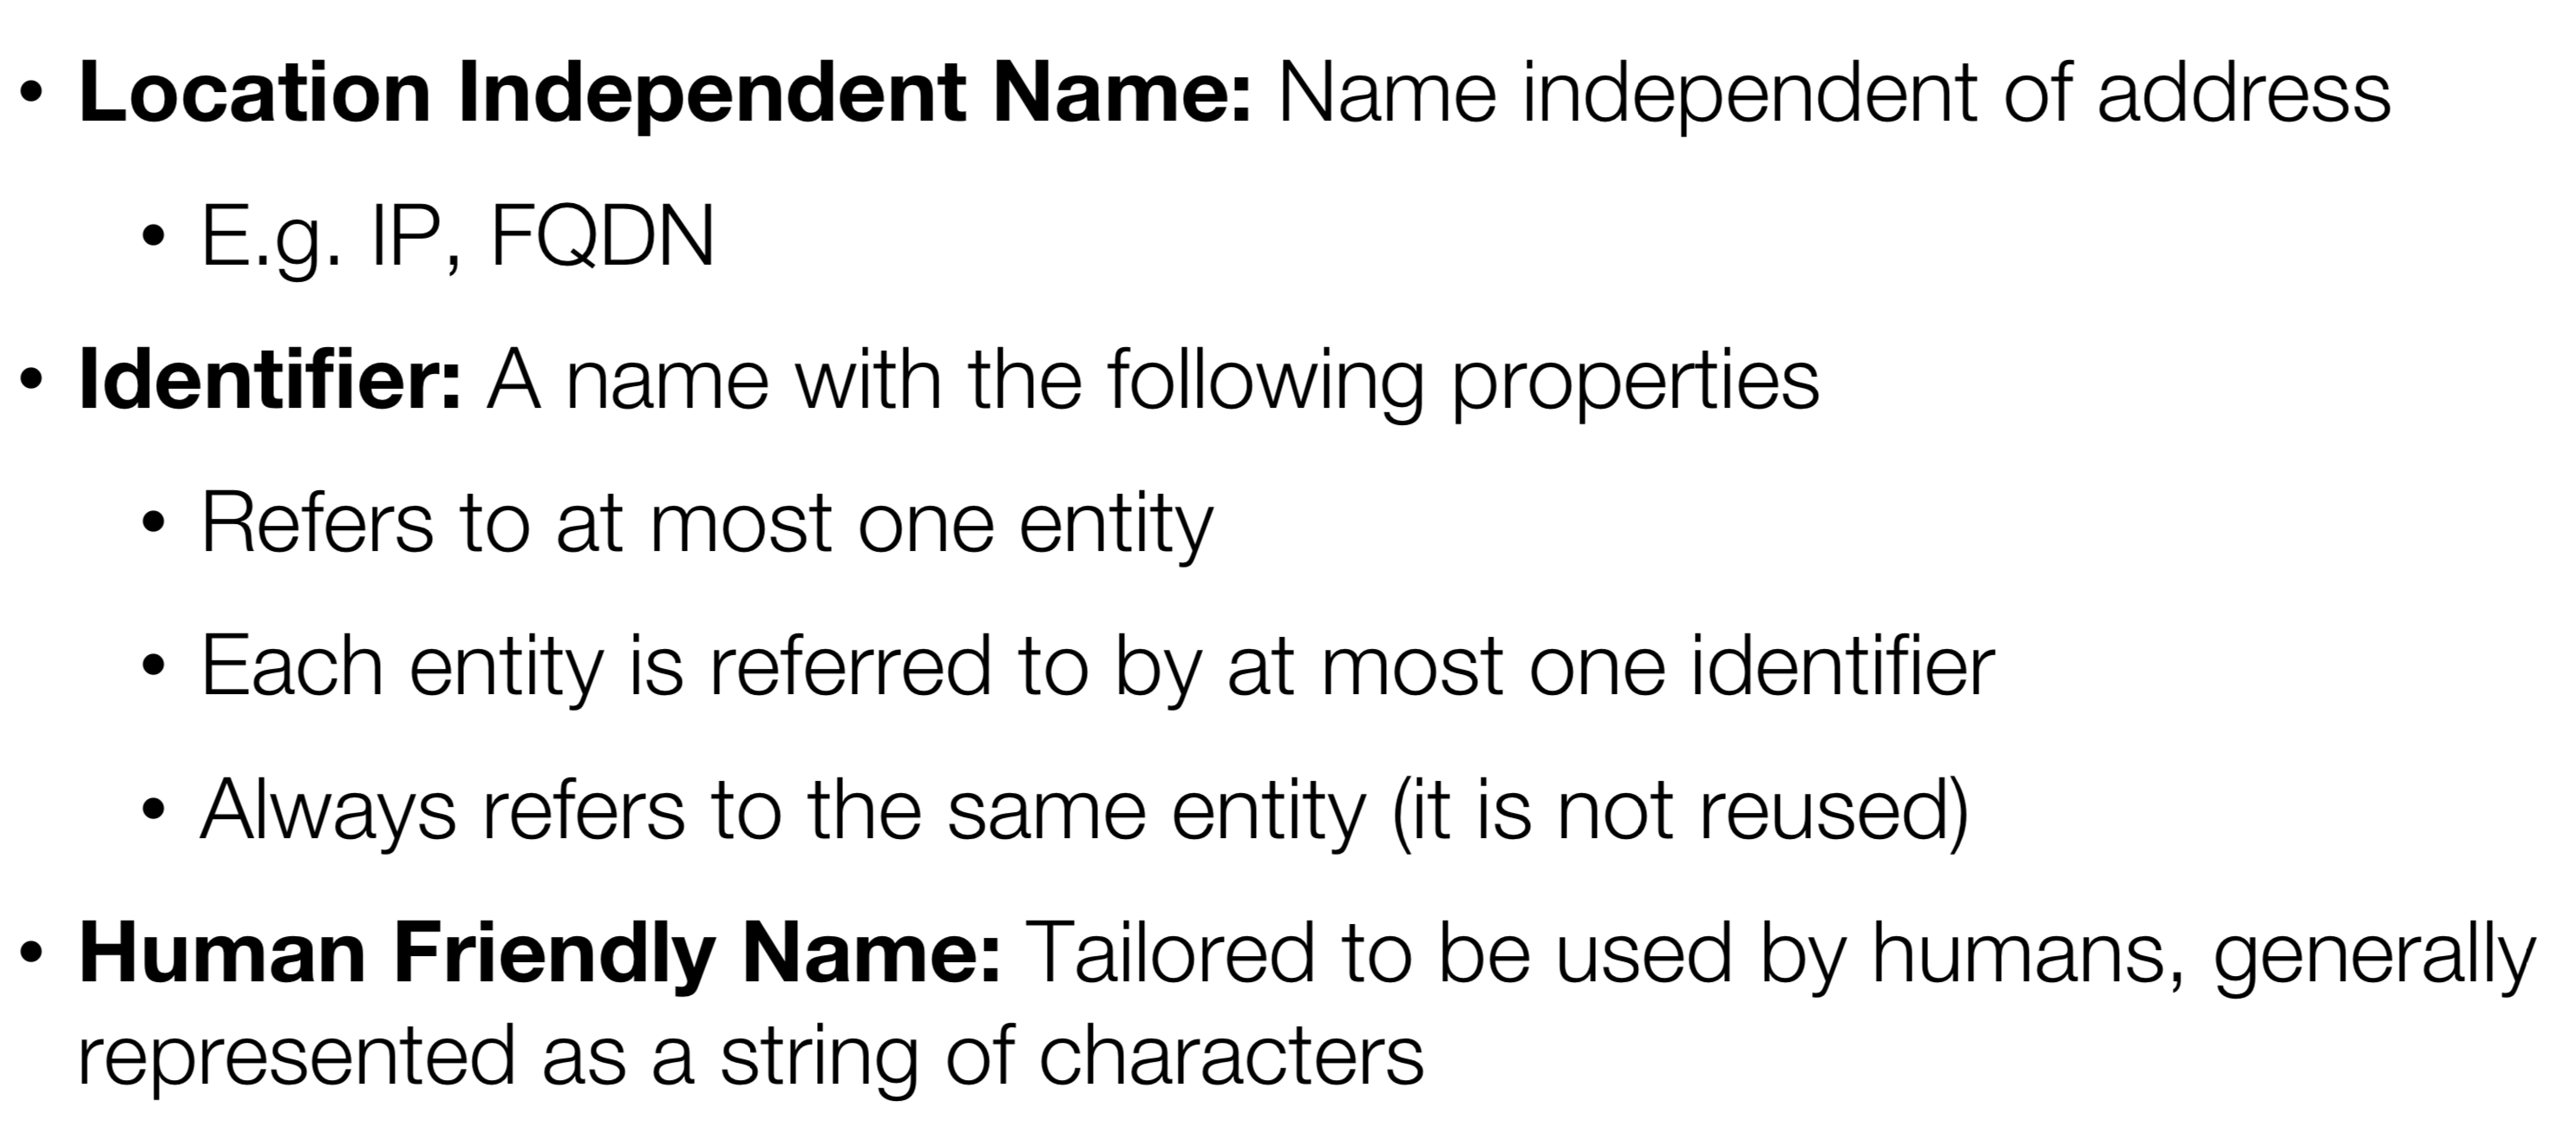 • Location Independent Name: Name independent of address
• E.g. IP, FQDN
• Identifier: A name with the following properties
• Refers to at most one entity
• Each entity is referred to by at most one identifier
• Always refers to the same entity (it is not reused)
• Human Friendly Name: Tailored to be used by humans, generally
represented as a string of characters